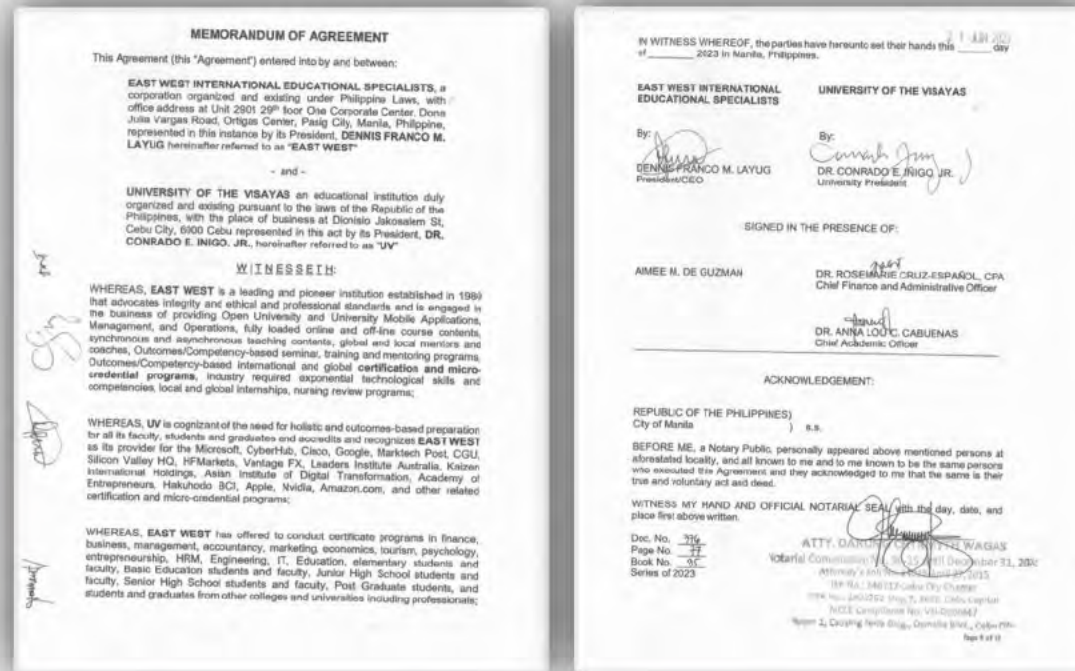 MEMORANDUM OF AGREEMENT
This Agreement (this "Agreement") entered into by and between:
EAST WEST INTERNATIONAL EDUCATIONAL SPECIALISTS, a
corporation organized and existing under Philippine Laws, with
office address at Unit 2901 29th foor One Corporate Center, Dona
Julia Vargas Road, Ortigas Center, Pasig City, Manila, Philippine,
represented in this instance by its President, DENNIS FRANCO M.
LAYUG hereinafter referred to as "EAST WEST"
- and -
UNIVERSITY OF THE VISAYAS an educational institution duly
organized and existing pursuant to the laws of the Republic of the
Philippines, with the place of business at Dionisio Jakosalem St,
Cebu City, 6000 Cebu represented in this act by its President, DR.
CONRADO E. INIGO. JR., hereinafter referred to as "UV"
WITNESSETH:
WHEREAS, EAST WEST is a leading and pioneer institution established in 1989
that advocates integrity and ethical and professional standards and is engaged in
the business of providing Open University and University Mobile Applications,
Management, and Operations, fully loaded online and off-line course contents,
synchronous and asynchronous teaching contents, global and local mentors and
coaches, Outcomes/Competency-based seminar, training and mentoring programs,
Outcomes/Competency-based international and global certification and micro-
credential programs, industry required exponential technological skills and
competencies, local and global internships, nursing review programs;
WHEREAS, UV is cognizant of the need for holistic and outcomes-based preparation
for all its faculty, students and graduates and accredits and recognizes EAST WEST
as its provider for the Microsoft, CyberHub, Cisco, Google, Marktech Post, CGU,
Silicon Valley HQ, HFMarkets, Vantage FX, Leaders Institute Australia, Kaizen
International Holdings, Asian Institute of Digital Transformation, Academy of
Entrepreneurs, Hakuhodo BCI, Apple, Nvidia, Amazon.com, and other related
certification and micro-credential programs;
WHEREAS, EAST WEST has offered to conduct certificate programs in finance,
business, management, accountancy, marketing, economics, tourism, psychology,
entrepreneurship, HRM, Engineering, IT, Education, elementary students and
faculty, Basic Education students and faculty, Junior High School students and
faculty, Senior High School students and faculty, Post Graduate students, and
students and graduates from other colleges and universities including professionals;
IN WITNESS WHEREOF, the parties have hereunto set their hands this 21 JUN 2023 day
of 2023 in Manila, Philippines.
EAST WEST INTERNATIONAL
EDUCATIONAL SPECIALISTS
UNIVERSITY OF THE VISAYAS
By:
DENNIS FRANCO M. LAYUG
President/CEO
By:
DR. CONRADO E. INIGO JR.
University President
SIGNED IN THE PRESENCE OF:
AIMEE M. DE GUZMAN
DR. ROSEMARIE CRUZ-ESPAÑOL, CPA
Chief Finance and Administrative Officer
DR. ANNA LOU C. CABUENAS
Chief Academic Officer
ACKNOWLEDGEMENT:
REPUBLIC OF THE PHILIPPINES)
City of Manila ) s.s.
BEFORE ME, a Notary Public, personally appeared above mentioned persons at
aforestated locality, and all known to me and to me known to be the same persons
who executed the Agreement and they acknowledged to me that the same is their
true and voluntary act and deed.
WITNESS MY HAND AND OFFICIAL NOTARIAL SEAL with the day, date, and
place first above written.
Doc. No. 376
Page No. 77
Book No. 95
Series of 2023
ATTY. WAGAS
Notarial December 31,
Page 9 of 11